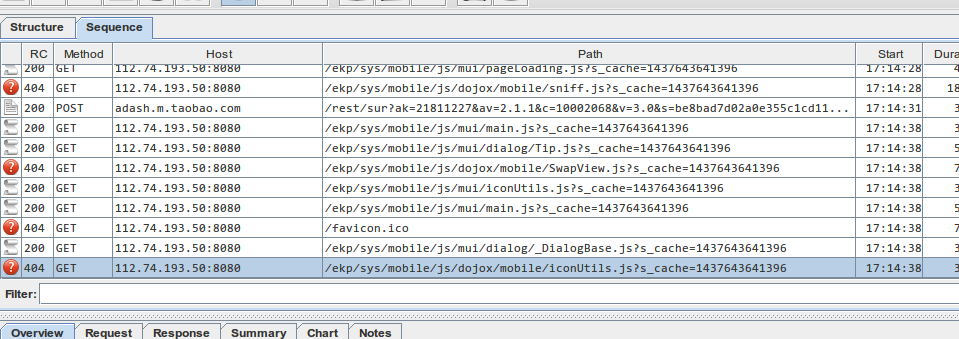 Structure Sequence
RC Method Host Path Start Dura
200 GET 112.74.193.50:8080 /ekp/sys/mobile/js/mui/pageLoading.js?s_cache=1437643641396 17:14:28 4
404 GET 112.74.193.50:8080 /ekp/sys/mobile/js/dojox/mobile/sniff.js?s_cache=1437643641396 17:14:28 18
200 POST adash.m.taobao.com /rest/sur?ak=21811227&av=2.1.1&c=10002068&v=3.0&s=be8bad7d02a0e355c1cd11... 17:14:31 3
200 GET 112.74.193.50:8080 /ekp/sys/mobile/js/mui/main.js?s_cache=1437643641396 17:14:38 3
200 GET 112.74.193.50:8080 /ekp/sys/mobile/js/mui/dialog/Tip.js?s_cache=1437643641396 17:14:38 5
404 GET 112.74.193.50:8080 /ekp/sys/mobile/js/dojox/mobile/SwapView.js?s_cache=1437643641396 17:14:38 7
200 GET 112.74.193.50:8080 /ekp/sys/mobile/js/mui/iconUtils.js?s_cache=1437643641396 17:14:38 3
200 GET 112.74.193.50:8080 /ekp/sys/mobile/js/mui/main.js?s_cache=1437643641396 17:14:38 5
404 GET 112.74.193.50:8080 /favicon.ico 17:14:38 7
200 GET 112.74.193.50:8080 /ekp/sys/mobile/js/mui/dialog/_DialogBase.js?s_cache=1437643641396 17:14:38 3
404 GET 112.74.193.50:8080 /ekp/sys/mobile/js/dojox/mobile/iconUtils.js?s_cache=1437643641396 17:14:38 3
Filter:
Overview Request Response Summary Chart Notes